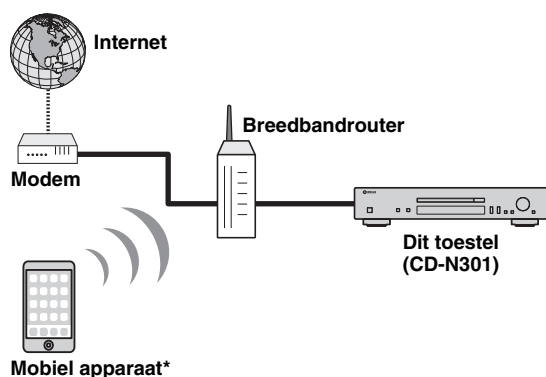 Internet
Breedbandrouter
Modem
Dit toestel
(CD-N301)
Mobiel apparaat*